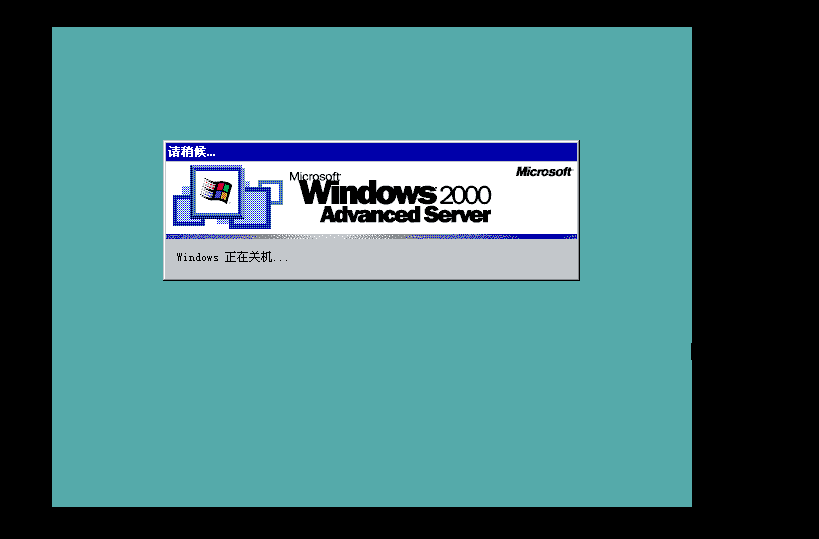 请稍候...
Microsoft
Microsoft
Windows 2000
Advanced Server
Windows 正在关机...